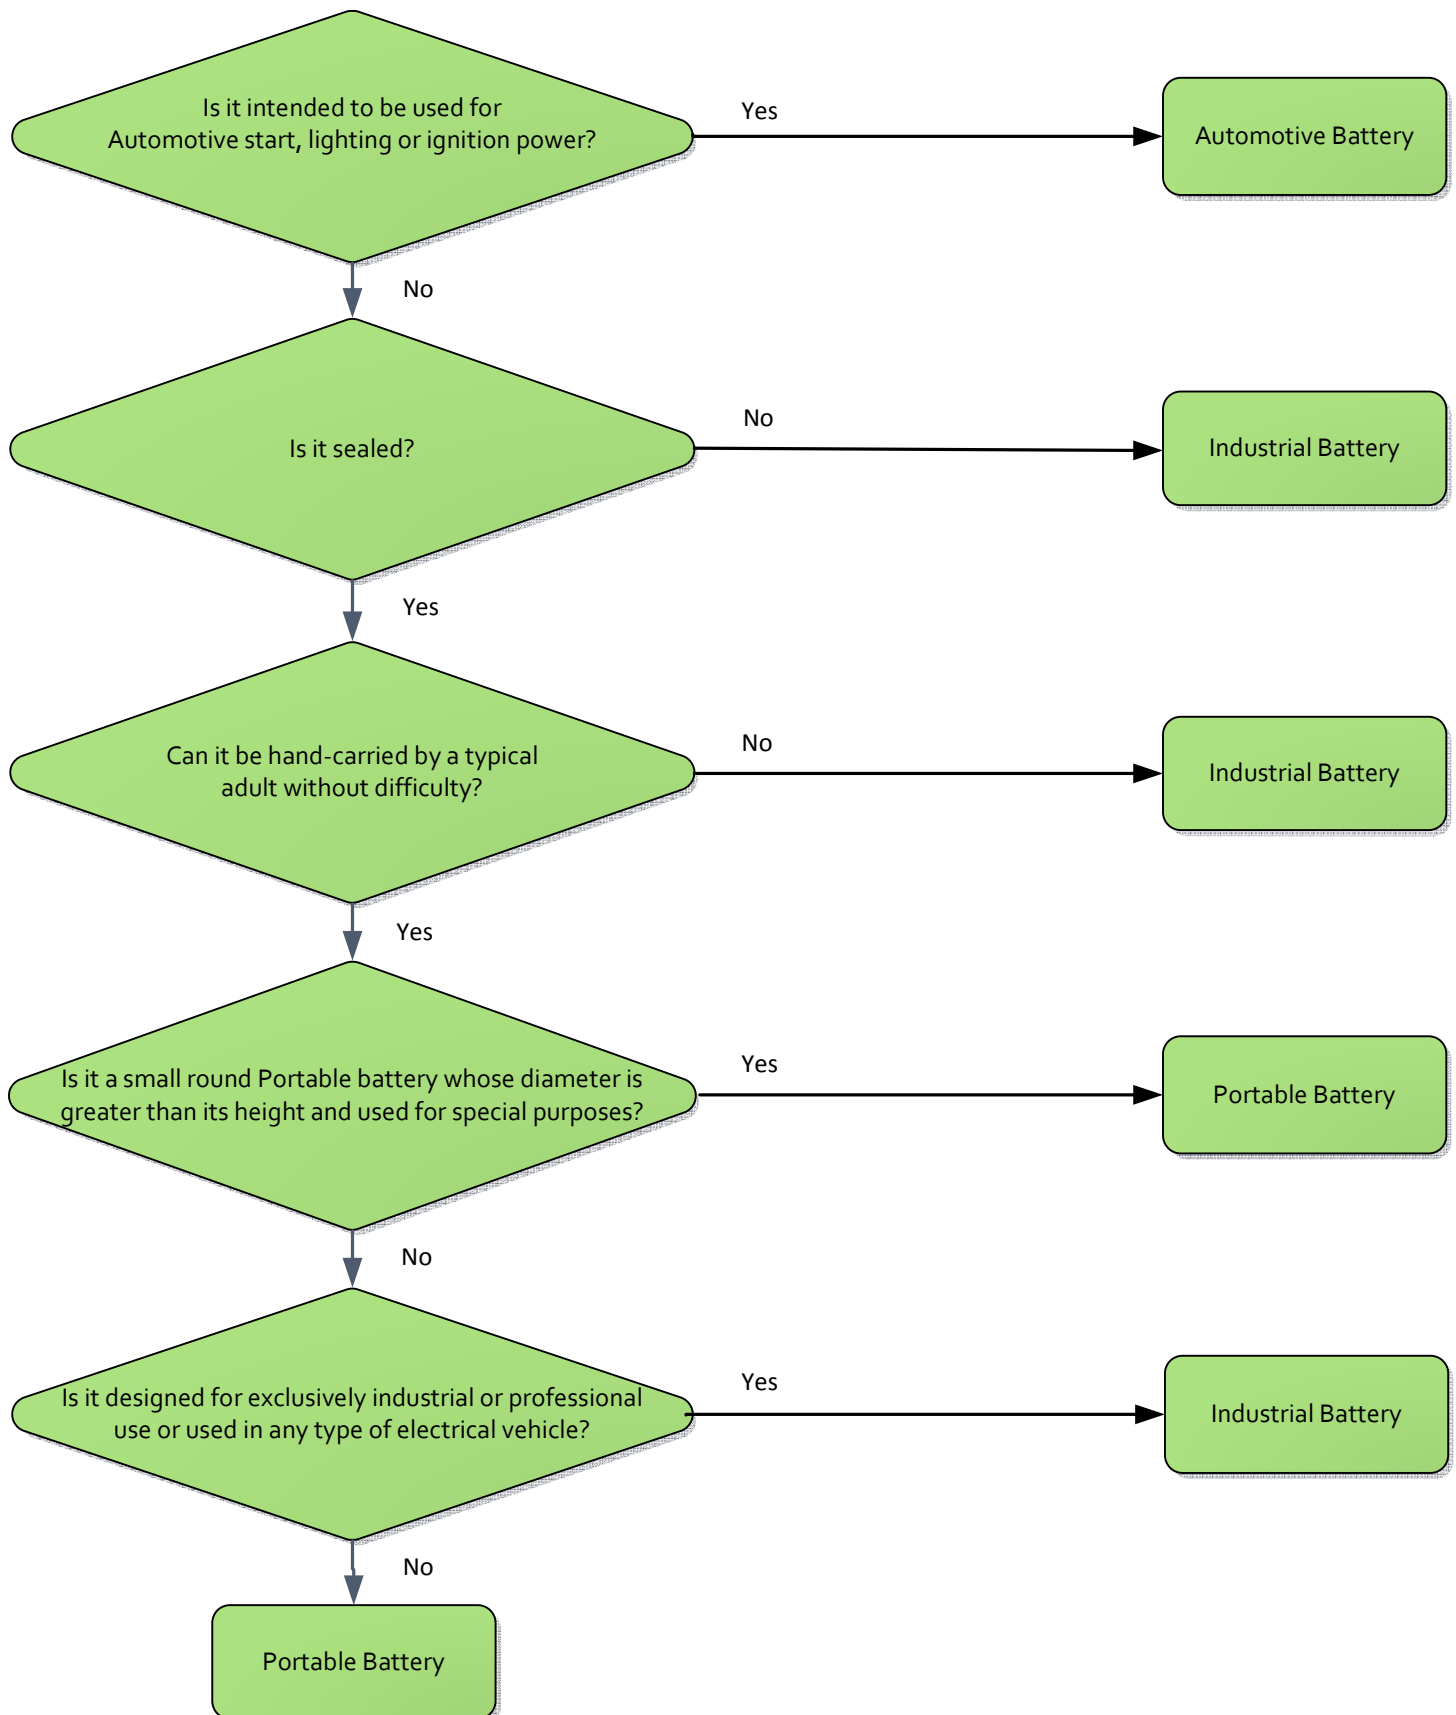 Is it intended to be used for
Automotive start, lighting or ignition power?
Yes
Automotive Battery
No
Is it sealed?
No
Industrial Battery
Yes
Can it be hand-carried by a typical
adult without difficulty?
No
Industrial Battery
Yes
Is it a small round Portable battery whose diameter is
greater than its height and used for special purposes?
Yes
Portable Battery
No
Is it designed for exclusively industrial or professional
use or used in any type of electrical vehicle?
Yes
Industrial Battery
No
Portable Battery